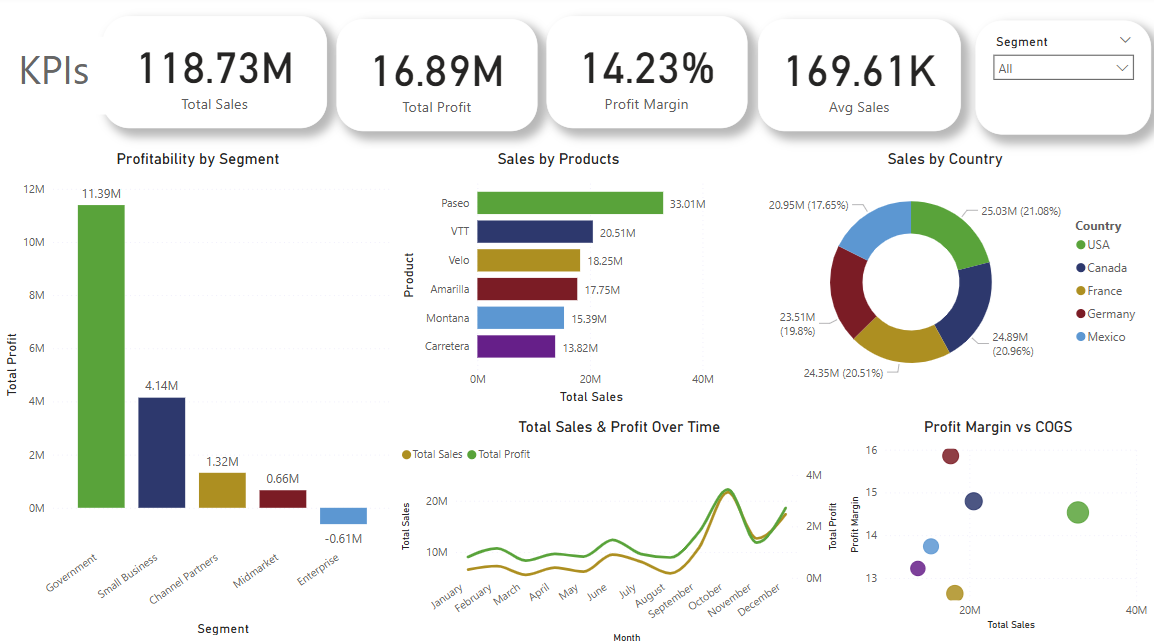 KPIs
118.73M
Total Sales
16.89M
Total Profit
14.23%
Profit Margin
169.61K
Avg Sales
Segment
All
Profitability by Segment
Total Profit
12M
10M
8M
6M
4M
2M
0M
11.39M
4.14M
1.32M
0.66M
-0.61M
Government
Small Business
Channel Partners
Midmarket
Enterprise
Segment
Sales by Products
Product
Paseo 33.01M
VTT 20.51M
Velo 18.25M
Amarilla 17.75M
Montana 15.39M
Carretera 13.82M
0M 20M 40M
Total Sales
Sales by Country
20.95M (17.65%)
25.03M (21.08%)
23.51M
(19.8%)
24.89M
(20.96%)
24.35M (20.51%)
Country
USA
Canada
France
Germany
Mexico
Total Sales & Profit Over Time
Total Sales Total Profit
Total Sales
20M
10M
4M
2M
0M
Total Profit
January
February
March
April
May
June
July
August
September
October
November
December
Month
Profit Margin vs COGS
Profit Margin
16
15
14
13
20M 40M
Total Sales